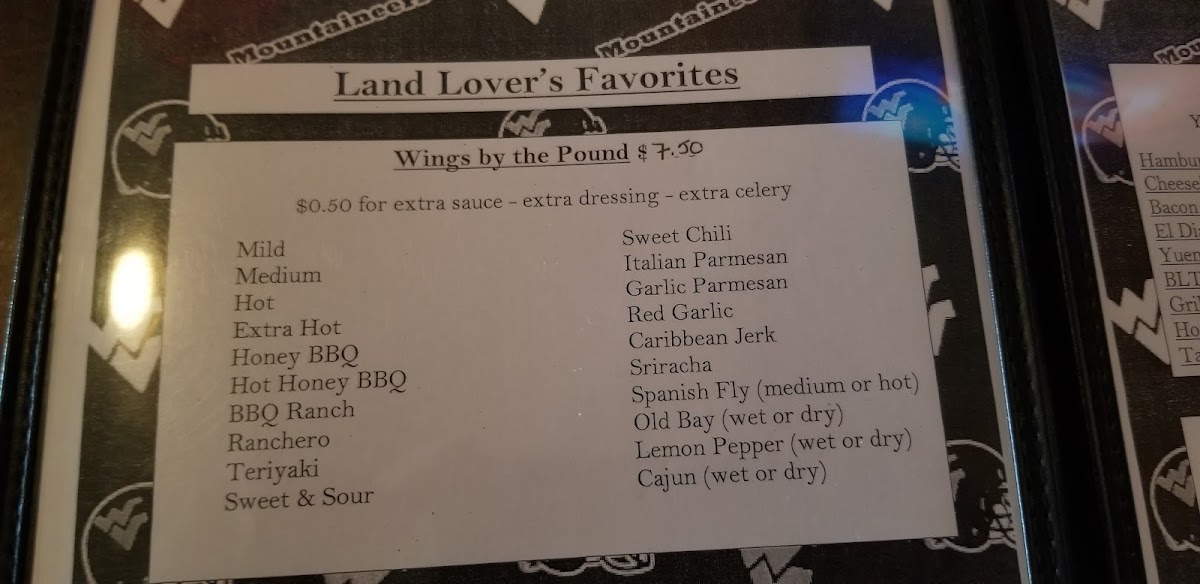 Mountaineers
Mountaineers
Land Lover's Favorites
Wings by the Pound $7.50
$0.50 for extra sauce - extra dressing - extra celery
Mild
Medium
Hot
Extra Hot
Honey BBQ
Hot Honey BBQ
BBQ Ranch
Ranchero
Teriyaki
Sweet & Sour
Sweet Chili
Italian Parmesan
Garlic Parmesan
Red Garlic
Caribbean Jerk
Sriracha
Spanish Fly (medium or hot)
Old Bay (wet or dry)
Lemon Pepper (wet or dry)
Cajun (wet or dry)
Cheese
Bacon
El
BLT